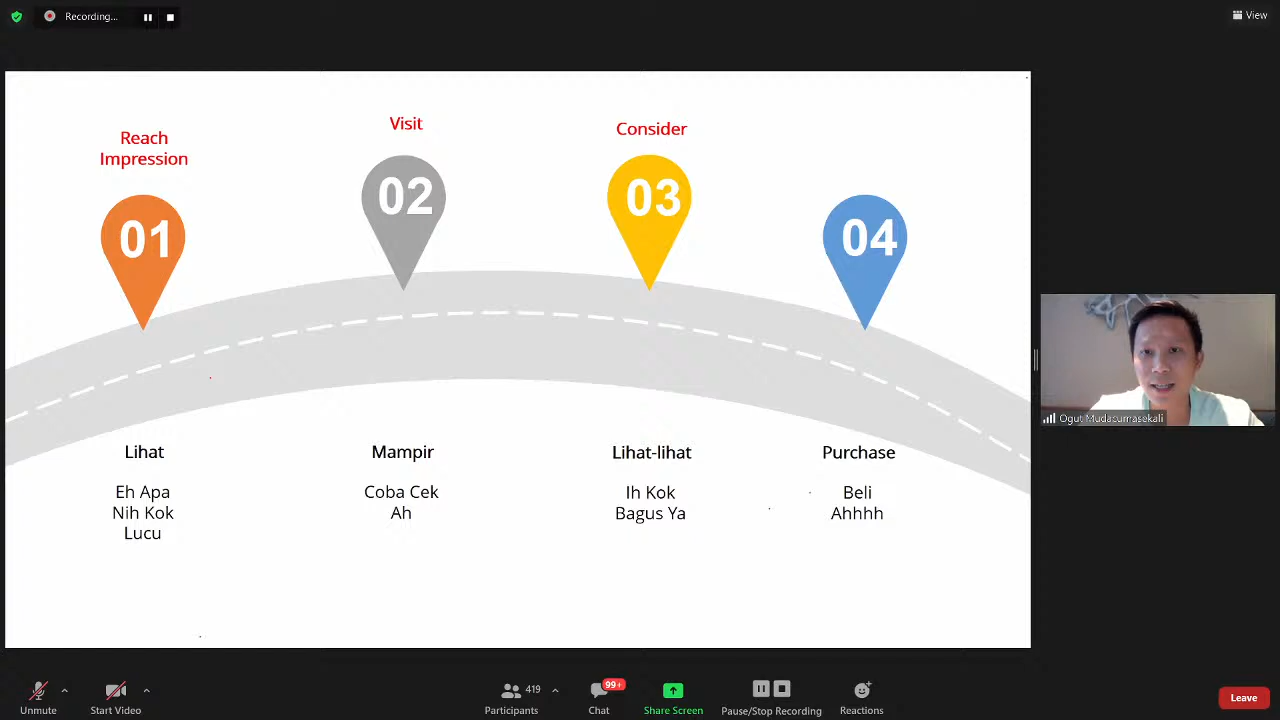 Recording...
View
Reach
Impression
Visit
Consider
01
02
03
04
Lihat
Mampir
Lihat-lihat
Purchase
Eh Apa
Nih Kok
Lucu
Coba Cek
Ah
Ih Kok
Bagus Ya
Beli
Ahhhh
Ogut Mudacumasekali
Unmute
Start Video
419
Participants
99+
Chat
Share Screen
Pause/Stop Recording
Reactions
Leave